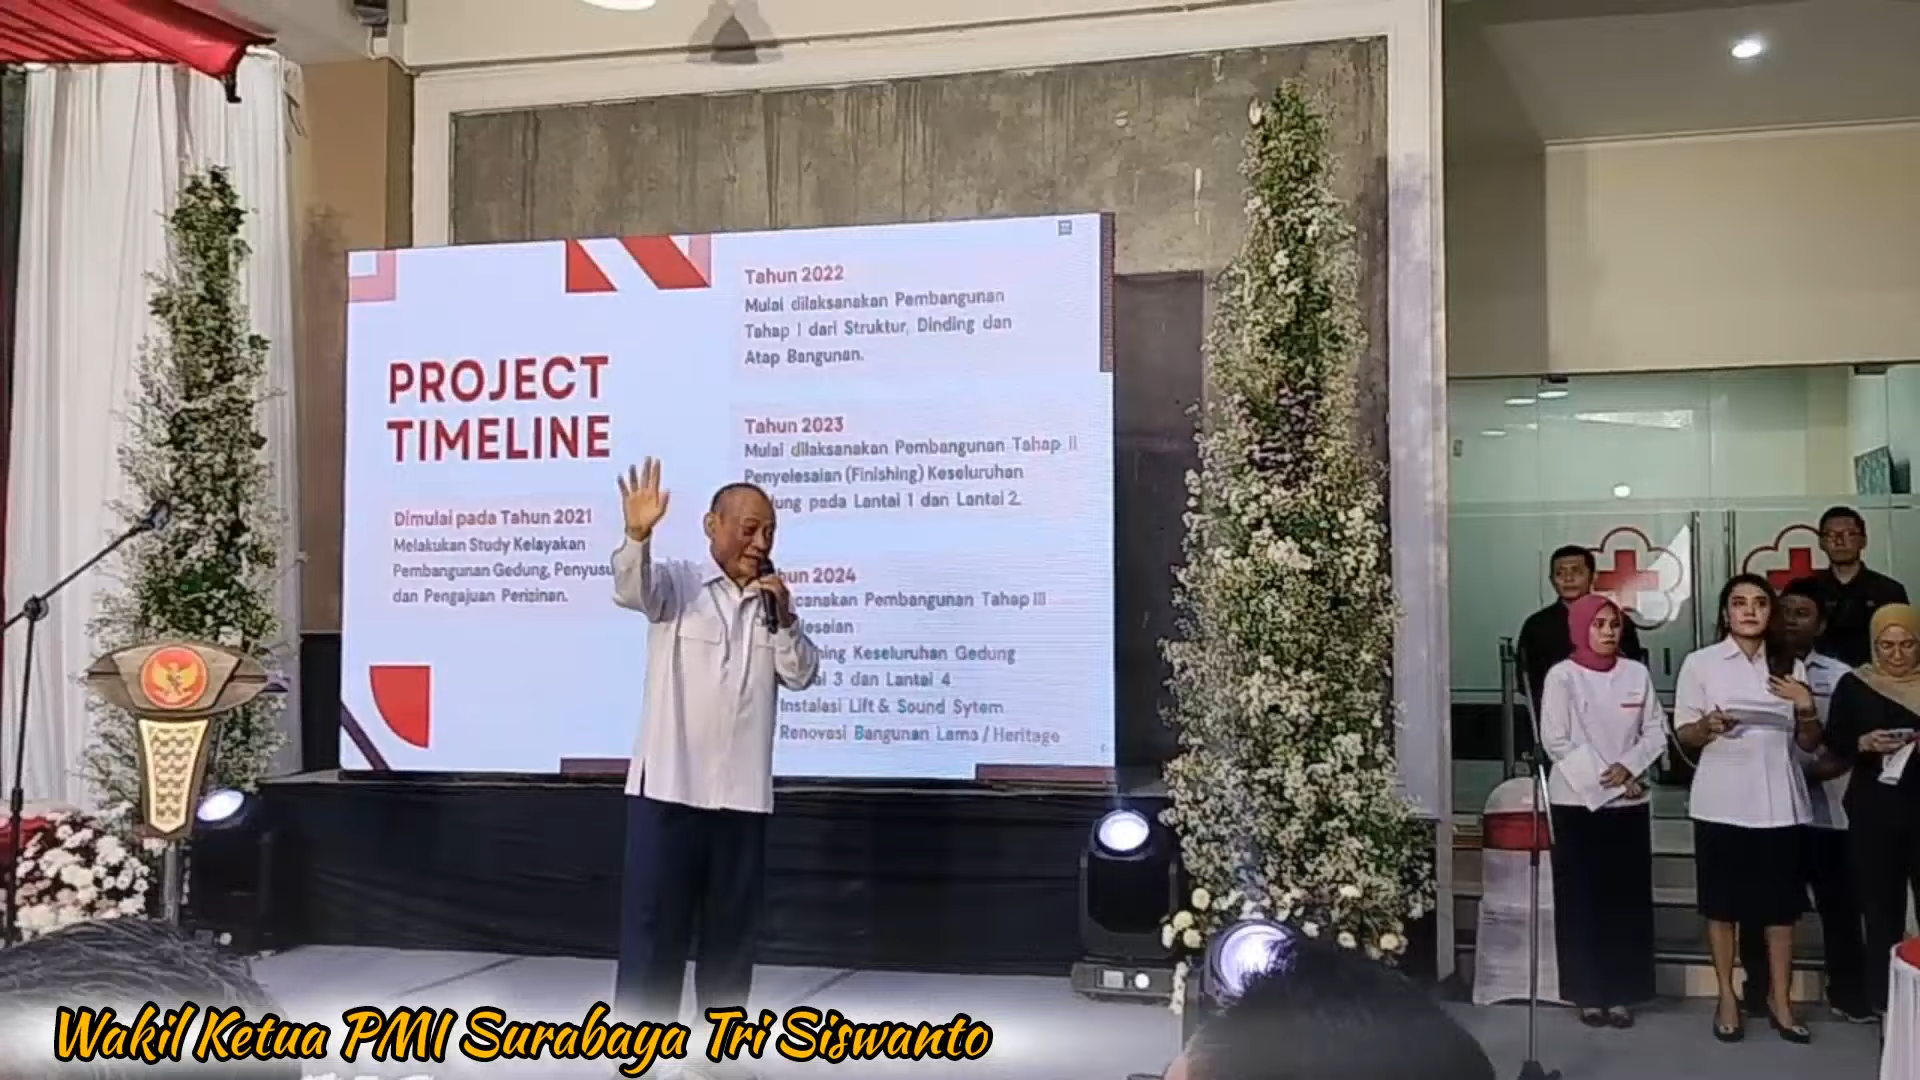 PROJECT
TIMELINE
Dimulai pada Tahun 2021
Melakukan Study Kelayakan
Pembangunan Gedung, Penyusu
dan Pengajuan Perizinan.
Tahun 2022
Mulai dilaksanakan Pembangunan
Tahap I dari Struktur, Dinding dan
Atap Bangunan.
Tahun 2023
Mulai dilaksanakan Pembangunan Tahap II
Penyelesaian (Finishing) Keseluruhan
ung pada Lantai 1 dan Lantai 2.
hun 2024
canakan Pembangunan Tahap III
lesaian
hing Keseluruhan Gedung
ai 3 dan Lantai 4
Instalasi Lift & Sound Sytem
Renovasi Bangunan Lama / Heritage
Wakil Ketua PMI Surabaya Tri Siswanto